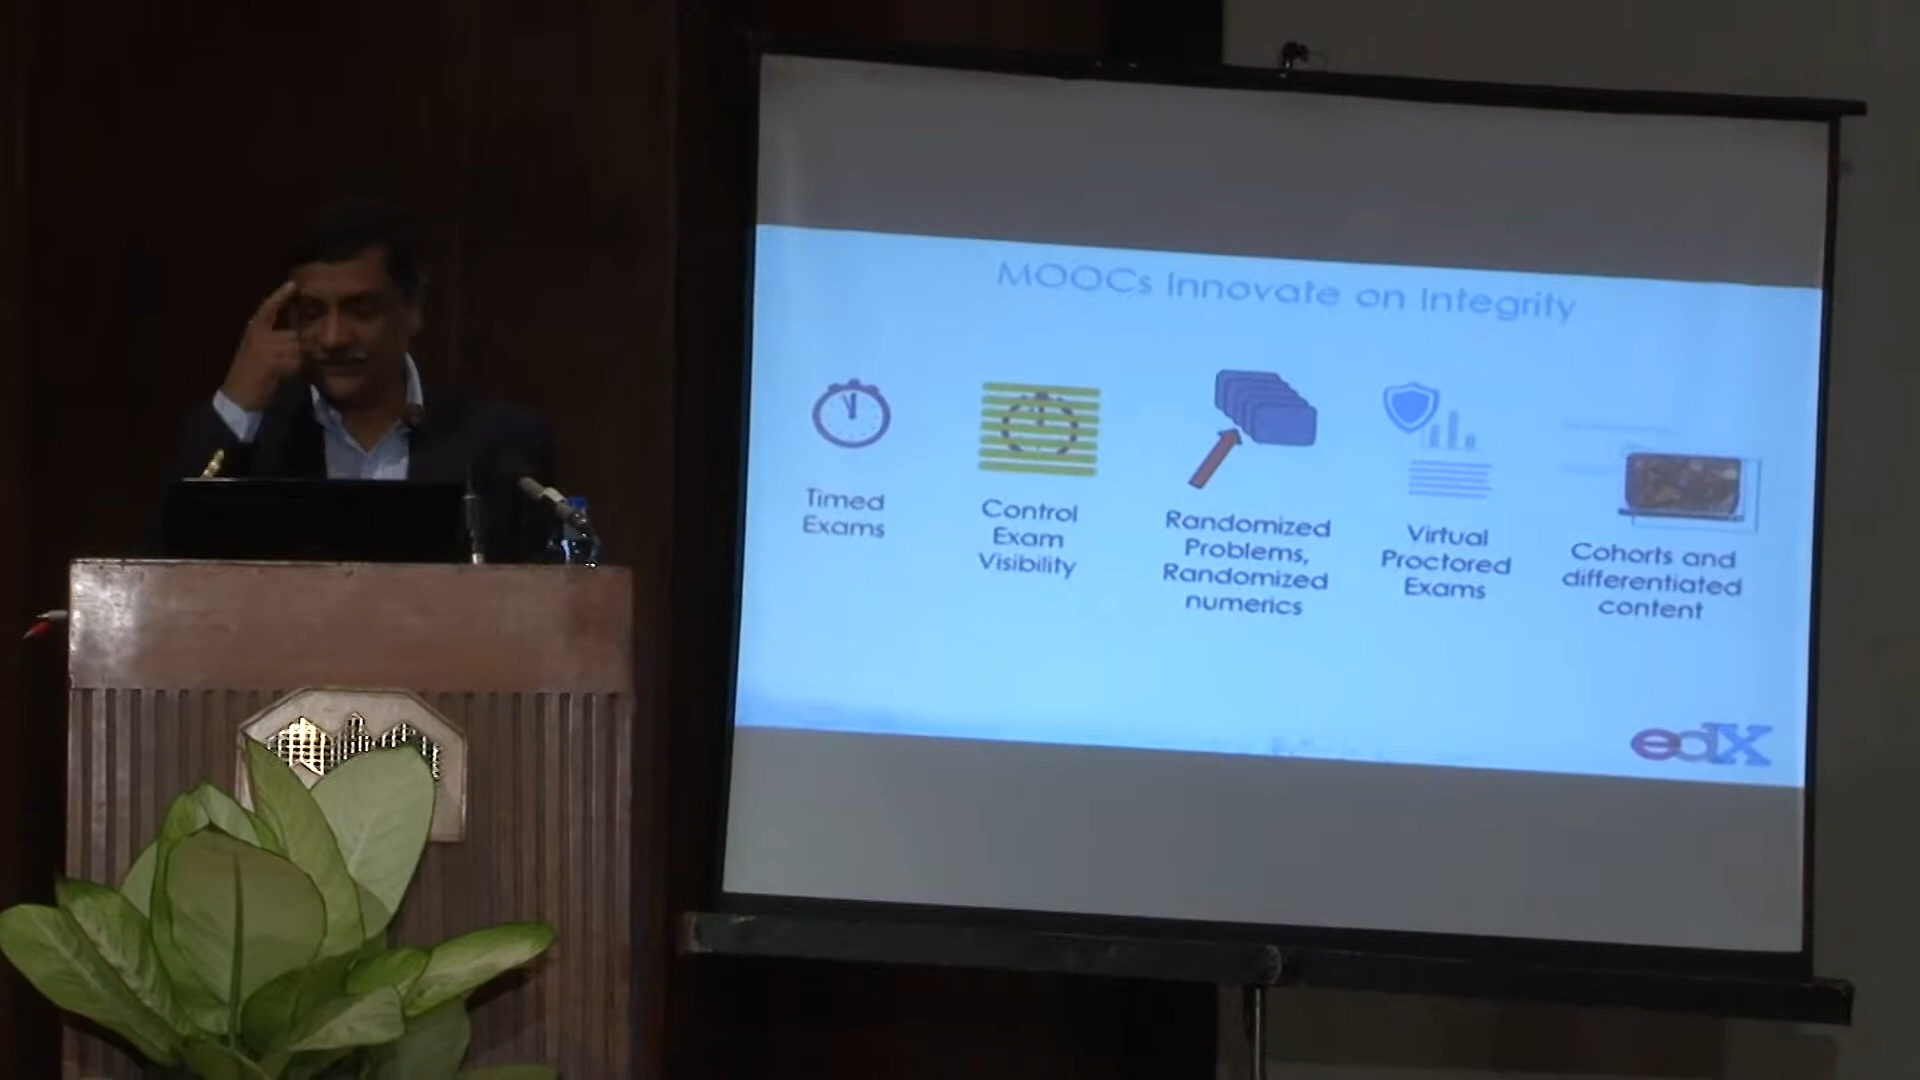 MOOCs Innovate on Integrity
Timed
Exams
Control
Exam
Visibility
Randomized
Problems,
Randomized
numerics
Virtual
Proctored
Exams
Cohorts and
differentiated
content
edX